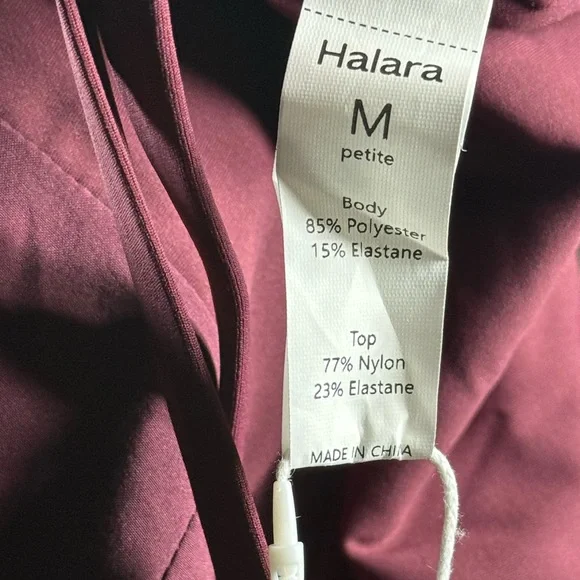 Halara
M
petite
Body
85% Polyester
15% Elastane
Top
77% Nylon
23% Elastane
MADE IN CHINA